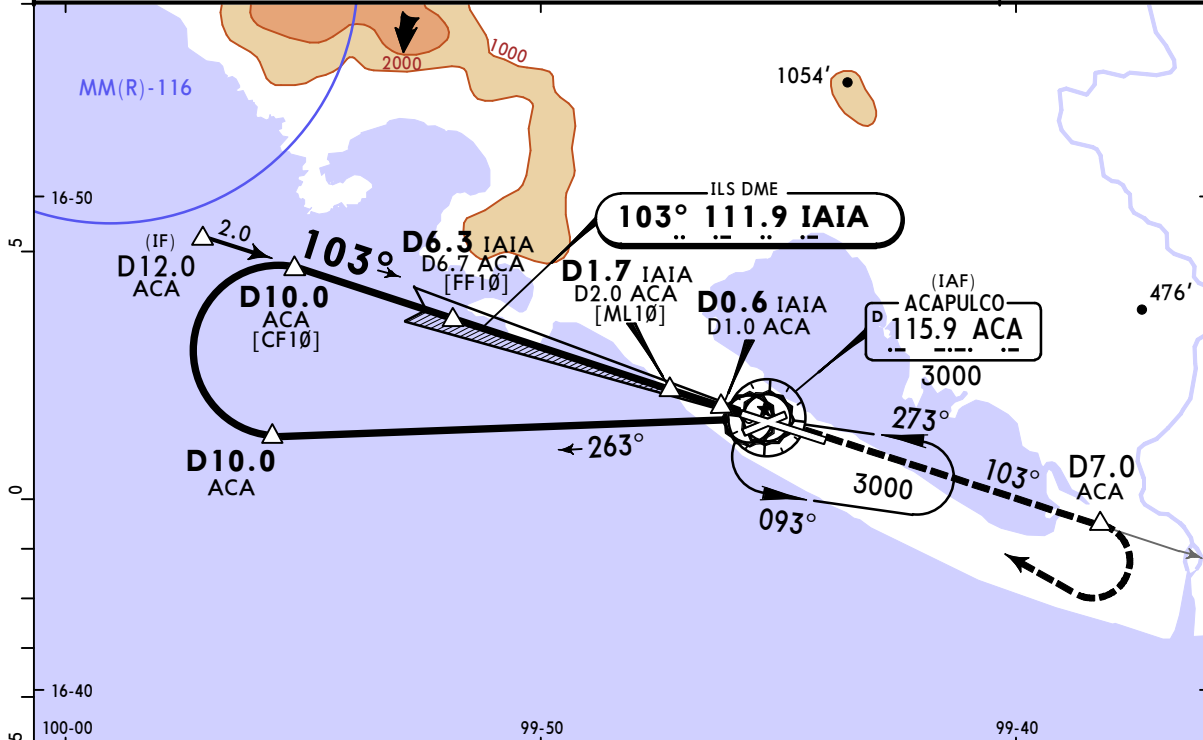 1000
2000
MM(R)-116
1054'
16-50
ILS DME
103° 111.9 IAIA
5
(IF)
D12.0
ACA
2.0
103°
D6.3 IAIA
D6.7 ACA
[FF1Ø]
D1.7 IAIA
D2.0 ACA
[ML1Ø]
D0.6 IAIA
D1.0 ACA
(IAF)
ACAPULCO
D 115.9 ACA
3000
476'
D10.0
ACA
[CF1Ø]
273°
263°
D10.0
ACA
3000
093°
103°
D7.0
ACA
0
16-40
100-00
99-50
99-40
5